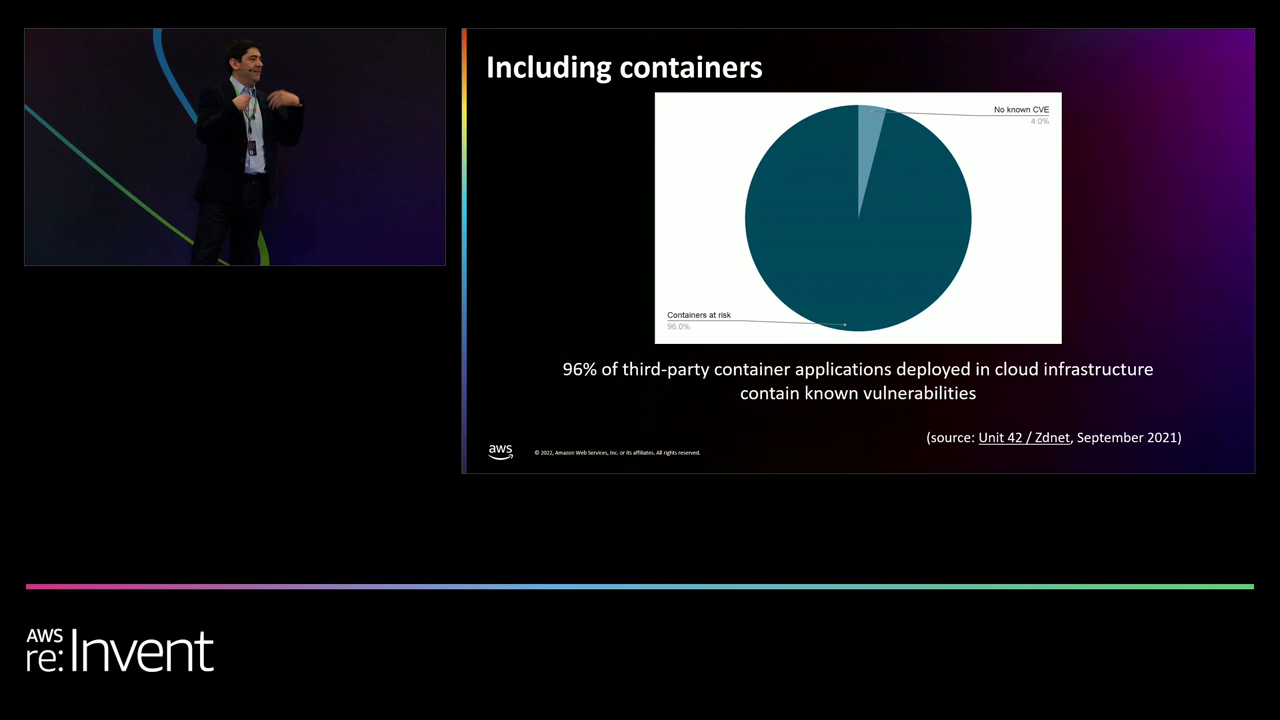 Including containers
No known CVE
4.0%
Containers at risk
96.0%
96% of third-party container applications deployed in cloud infrastructure
contain known vulnerabilities
(source: Unit 42 / Zdnet, September 2021)
aws
© 2022, Amazon Web Services, Inc. or its affiliates. All rights reserved.
AWS
re:Invent